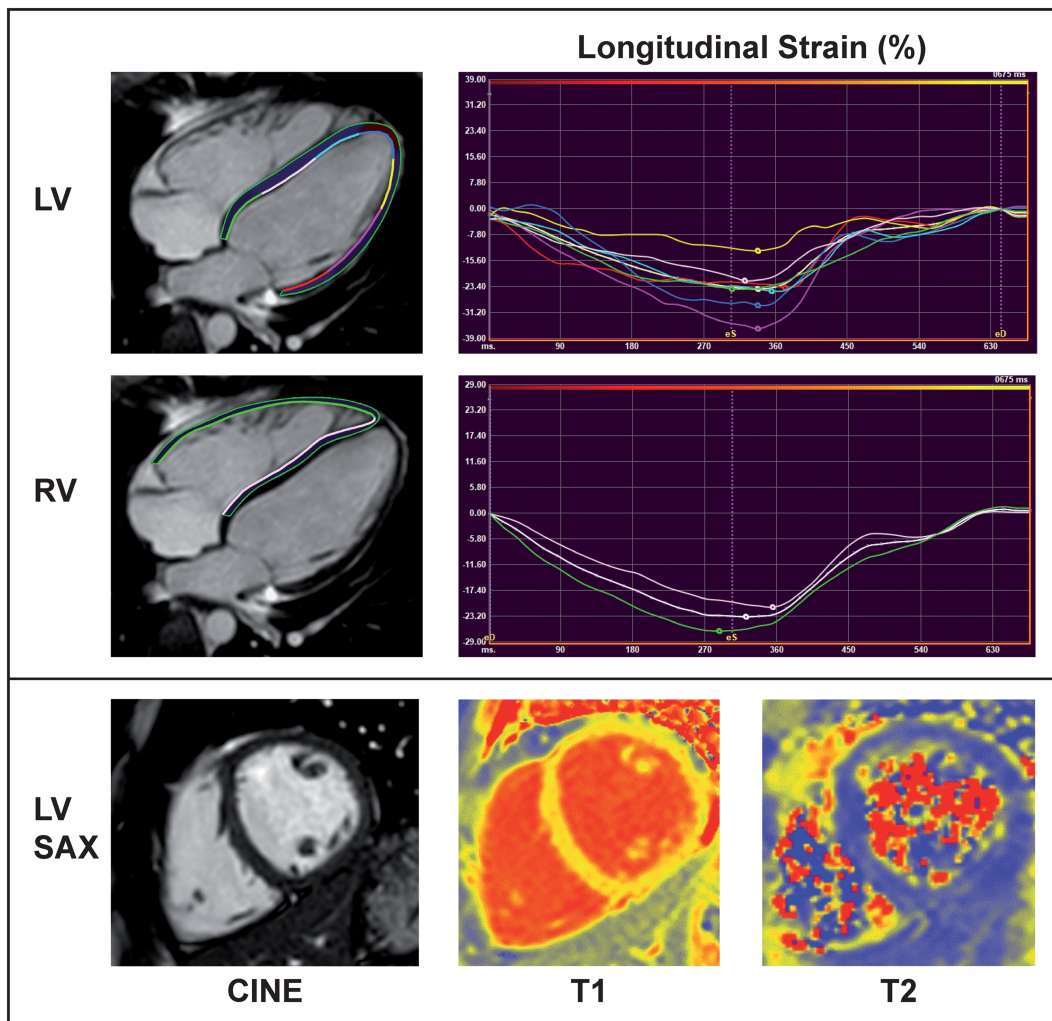 Longitudinal Strain (%)
LV
0675 ms
39.00
31.20
23.40
15.60
7.80
0.00
-7.80
-15.60
-23.40
-31.20
-39.00
eS
eD
ms.
90
180
270
360
450
540
630
RV
0675 ms
29.00
23.20
17.40
11.60
5.80
0.00
-5.80
-11.60
-17.40
-23.20
-29.00
eD
eS
ms.
90
180
270
360
450
540
630
LV
SAX
CINE
T1
T2